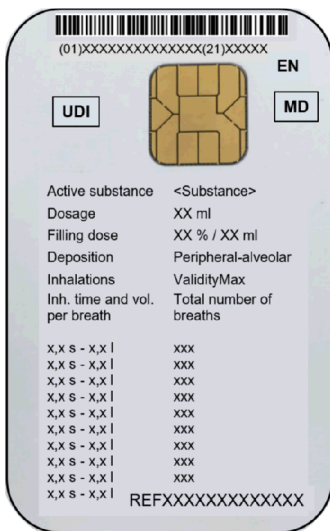 (01)XXXXXXXXXXXXXX(21)XXXXX
EN
UDI
MD
Active substance <Substance>
Dosage XX ml
Filling dose XX % / XX ml
Deposition Peripheral-alveolar
Inhalations ValidityMax
Inh. time and vol. Total number of
per breath breaths
x,x s - x,x l xxx
x,x s - x,x l xxx
x,x s - x,x l xxx
x,x s - x,x l xxx
x,x s - x,x l xxx
x,x s - x,x l xxx
x,x s - x,x l xxx
x,x s - x,x l xxx
x,x s - x,x l
REFXXXXXXXXXXXXX